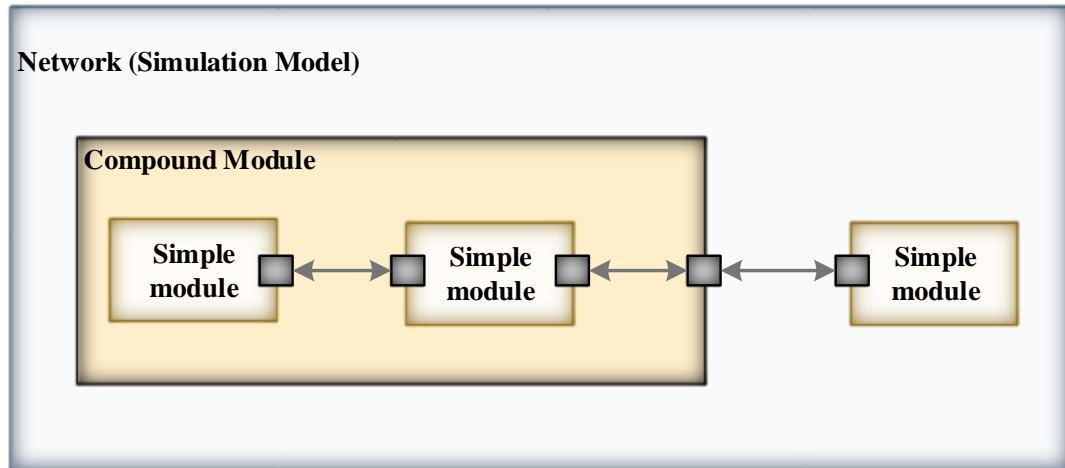 Network (Simulation Model)
Compound Module
Simple
module
Simple
module
Simple
module